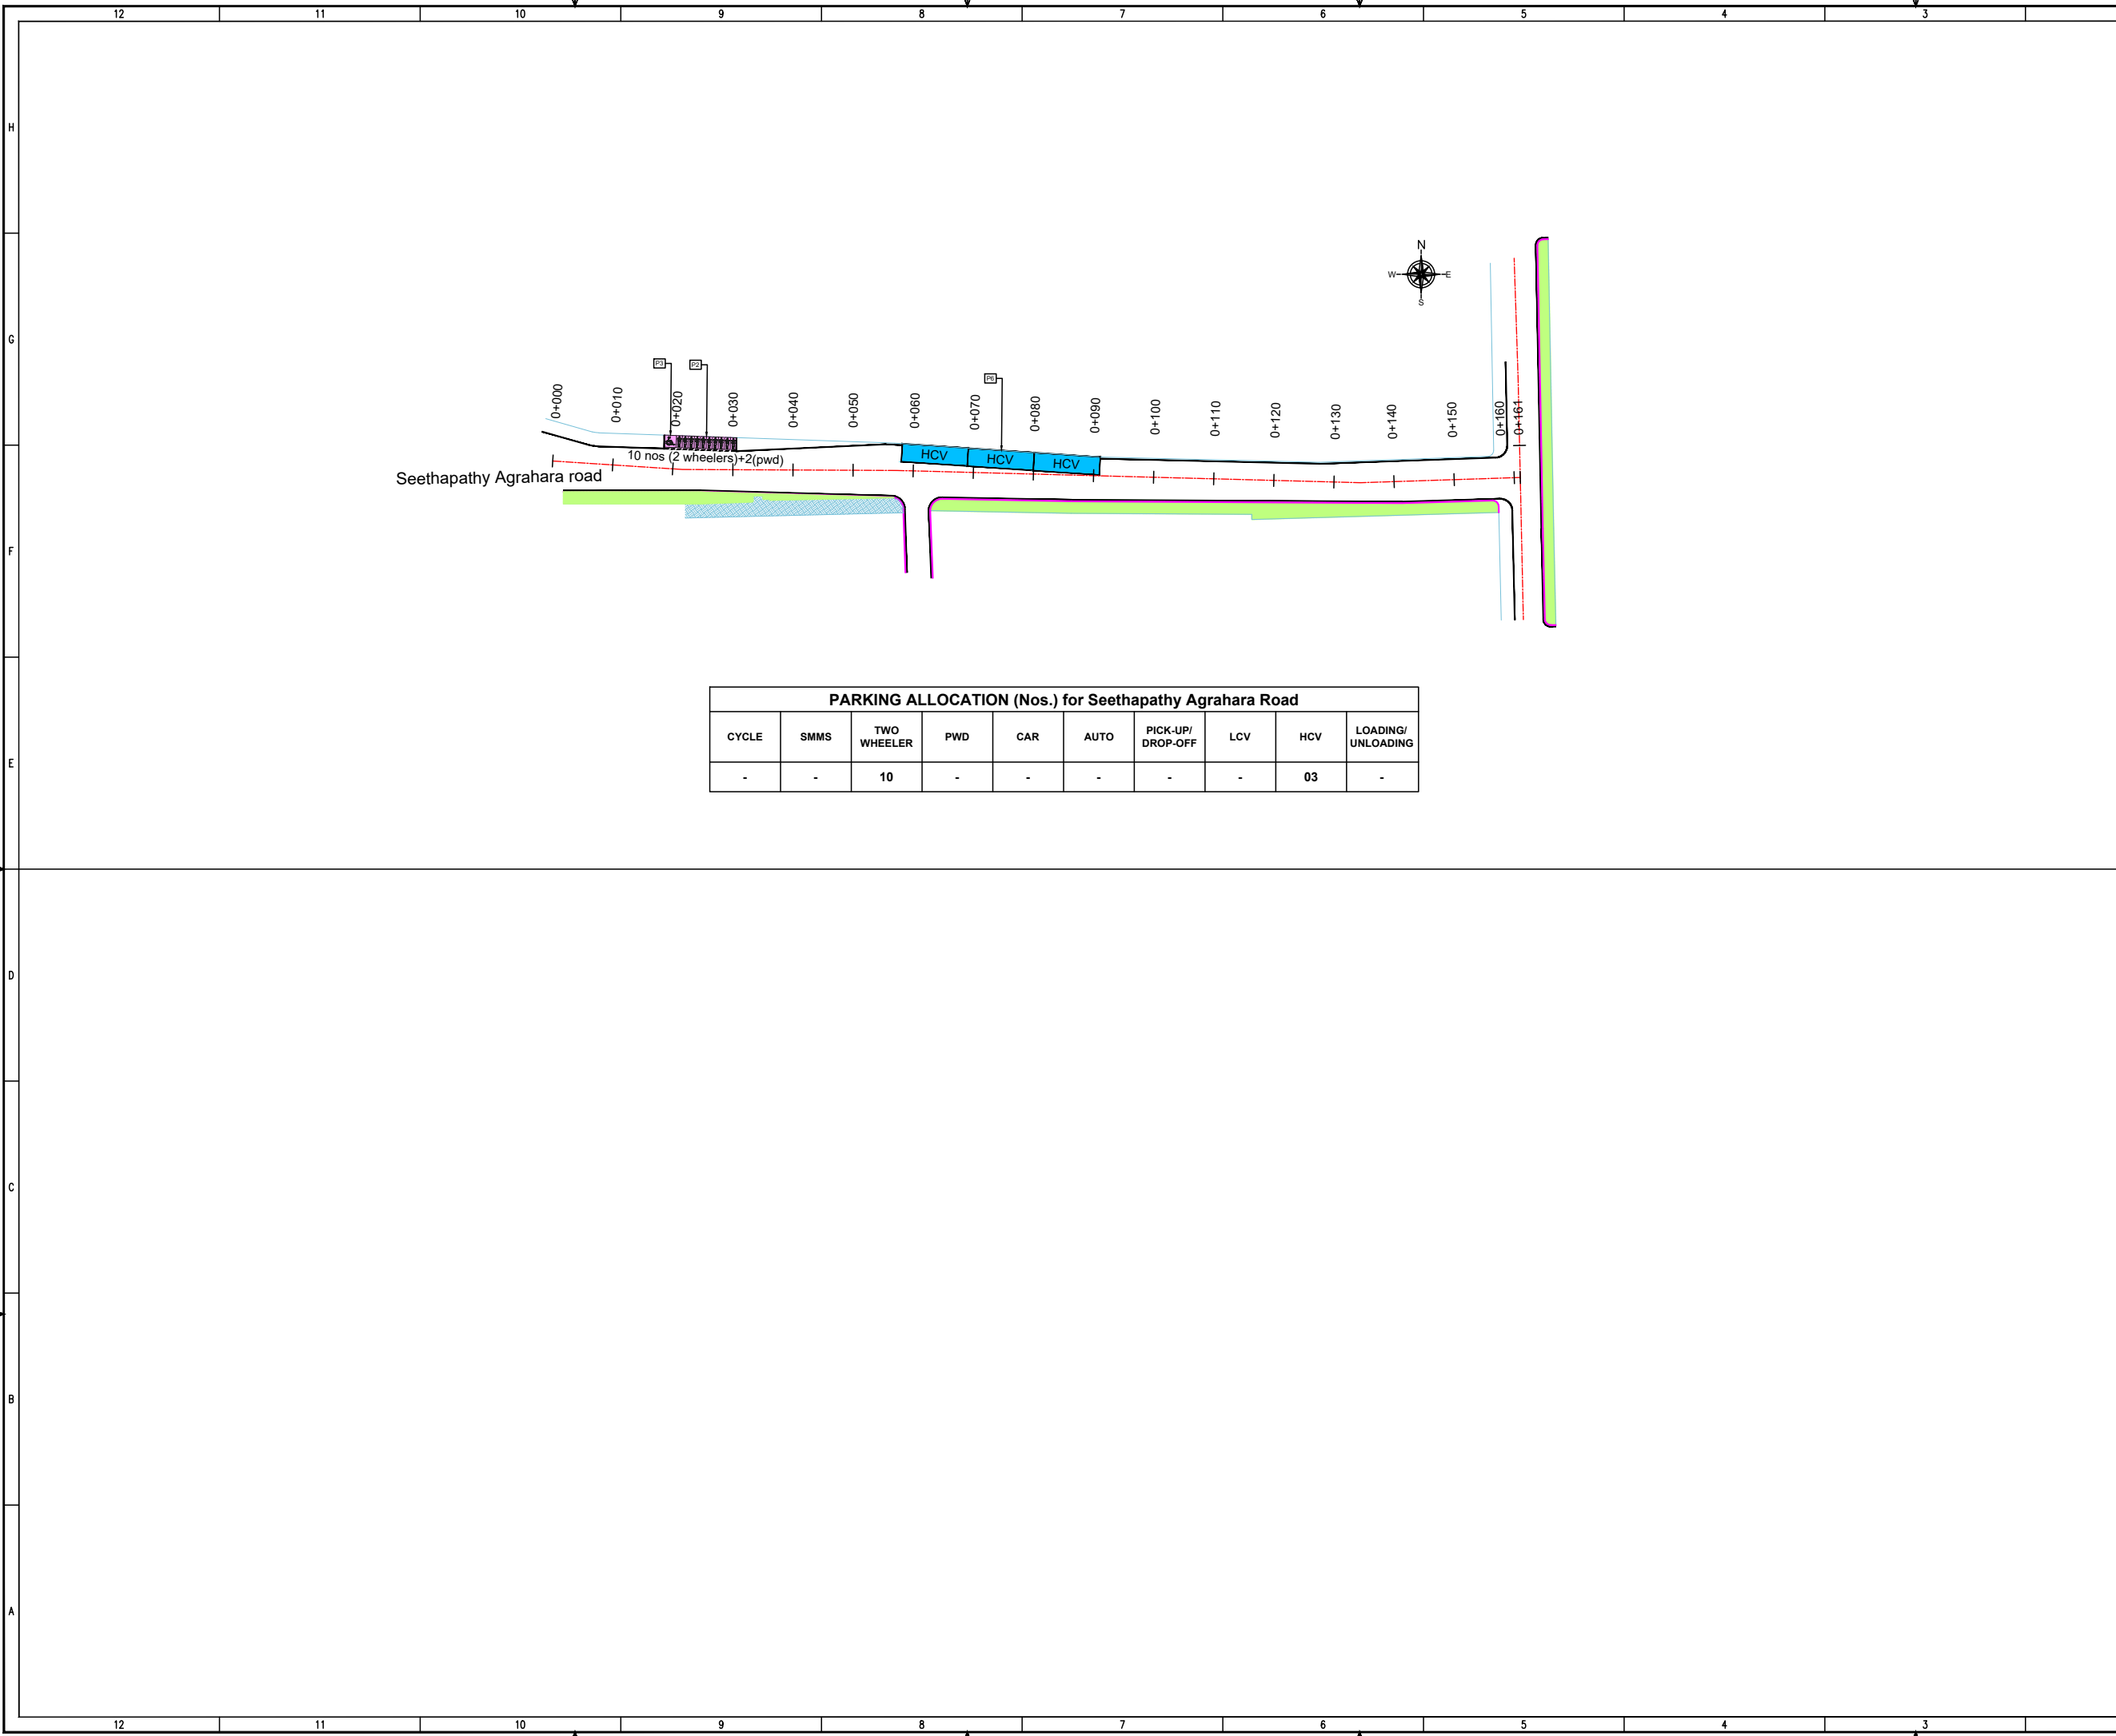 12 11 10 9 8 7 6 5 4 3
H
N
W E
S
G
P3 P2
P6
0+000 0+010 0+020 0+030 0+040 0+050 0+060 0+070 0+080 0+090 0+100 0+110 0+120 0+130 0+140 0+150 0+160 0+161
HCV HCV HCV
10 nos (2 wheelers)+2(pwd)
Seethapathy Agrahara road
F
PARKING ALLOCATION (Nos.) for Seethapathy Agrahara Road
CYCLE SMMS TWO WHEELER PWD CAR AUTO PICK-UP/ DROP-OFF LCV HCV LOADING/ UNLOADING
- - 10 - - - - - 03 -
E
D
C
B
A
12 11 10 9 8 7 6 5 4 3